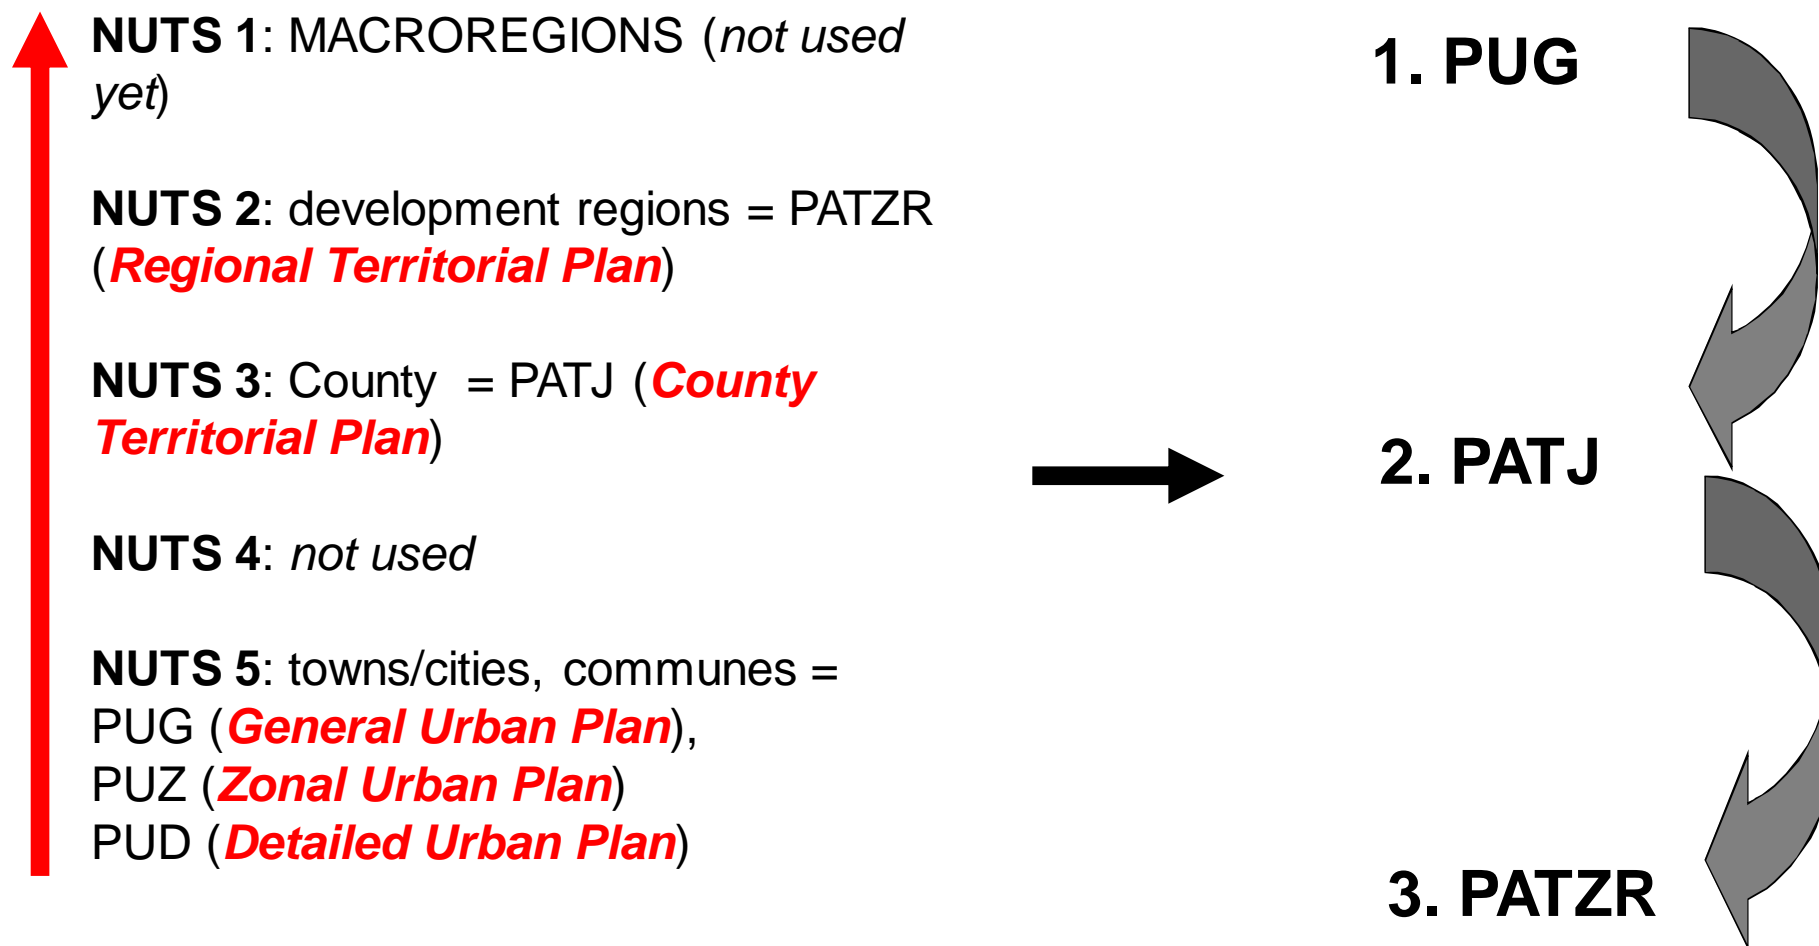 NUTS 1: MACROREGIONS (not used
yet)
NUTS 2: development regions = PATZR
(Regional Territorial Plan)
NUTS 3: County = PATJ (County
Territorial Plan)
NUTS 4: not used
NUTS 5: towns/cities, communes =
PUG (General Urban Plan),
PUZ (Zonal Urban Plan)
PUD (Detailed Urban Plan)
1. PUG
2. PATJ
3. PATZR